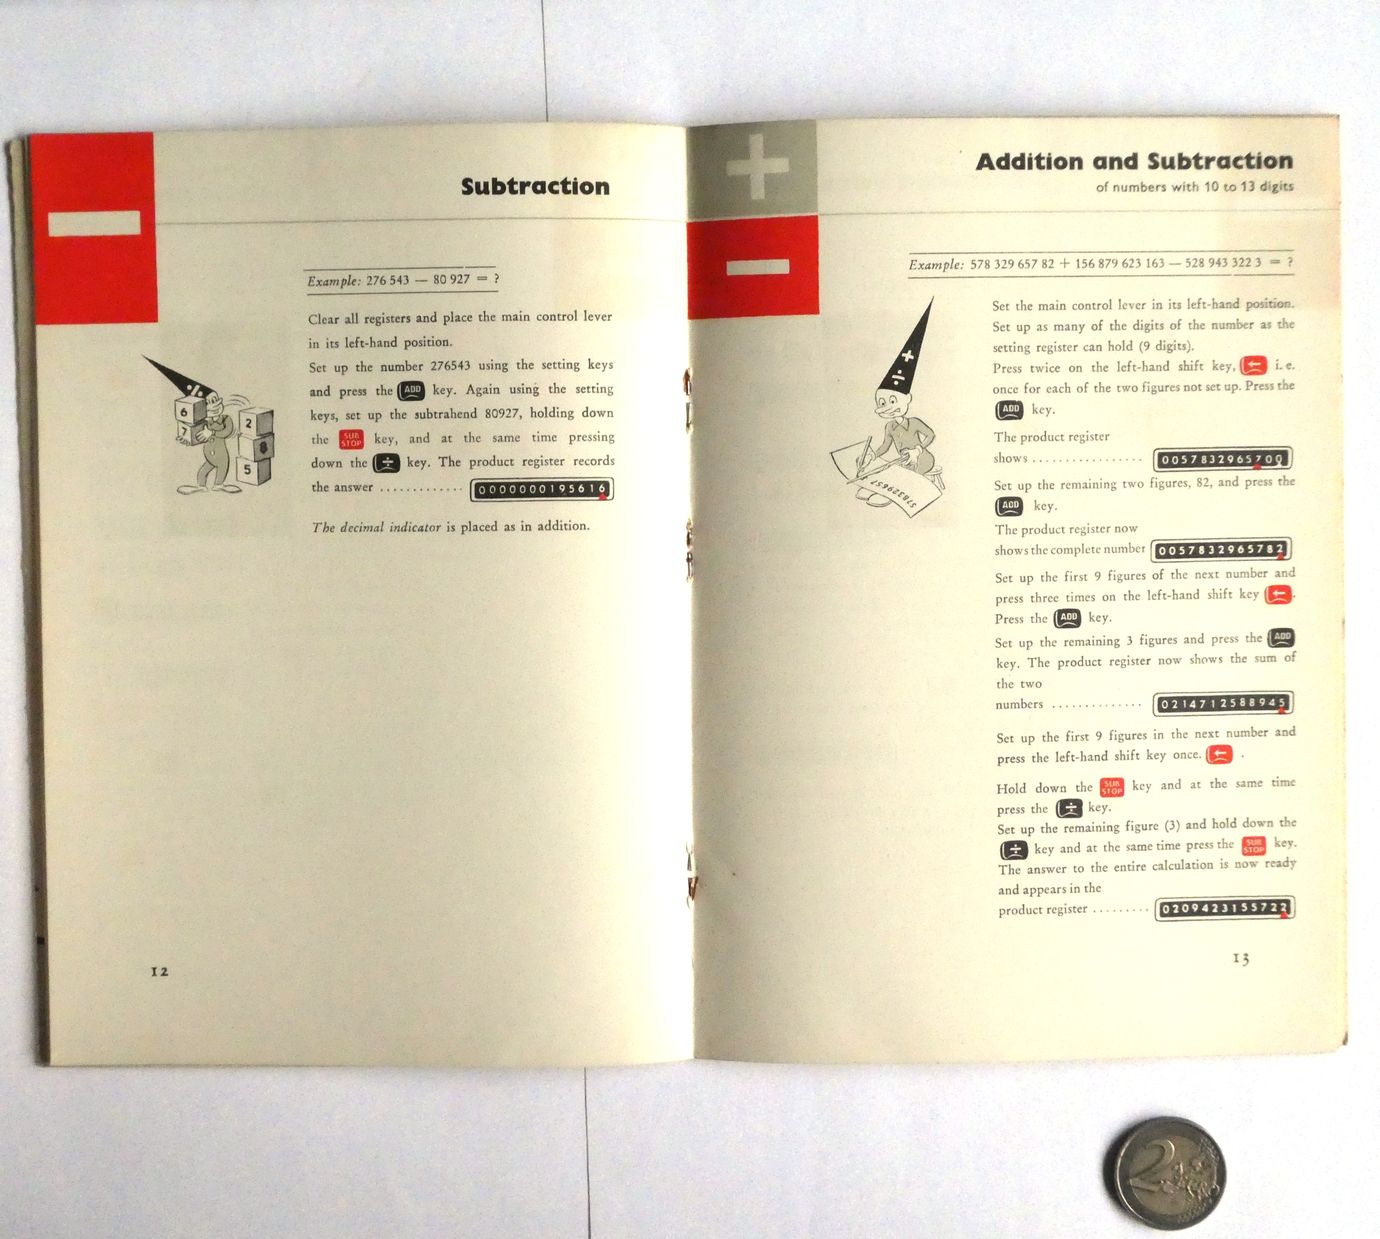 Subtraction
Example: 276 543 — 80 927 = ?
Clear all registers and place the main control lever
in its left-hand position.
Set up the number 276543 using the setting keys
and press the ADD key. Again using the setting
keys, set up the subtrahend 80927, holding down
the SUB STOP key, and at the same time pressing
down the ÷ key. The product register records
the answer ............ 0000000195616
The decimal indicator is placed as in addition.
6
7
2
8
5
12
Addition and Subtraction
of numbers with 10 to 13 digits
Example: 578 329 657 82 + 156 879 623 163 — 528 943 322 3 = ?
Set the main control lever in its left-hand position.
Set up as many of the digits of the number as the
setting register can hold (9 digits).
Press twice on the left-hand shift key, ← i. e.
once for each of the two figures not set up. Press the
ADD key.
The product register
shows ................ 0057832965700
Set up the remaining two figures, 82, and press the
ADD key.
The product register now
shows the complete number 0057832965782
Set up the first 9 figures of the next number and
press three times on the left-hand shift key ←.
Press the ADD key.
Set up the remaining 3 figures and press the ADD
key. The product register now shows the sum of
the two
numbers .............. 0214712588945
Set up the first 9 figures in the next number and
press the left-hand shift key once. ← .
Hold down the SUB STOP key and at the same time
press the ÷ key.
Set up the remaining figure (3) and hold down the
÷ key and at the same time press the SUB STOP key.
The answer to the entire calculation is now ready
and appears in the
product register ......... 0209423155722
578329657
13
2